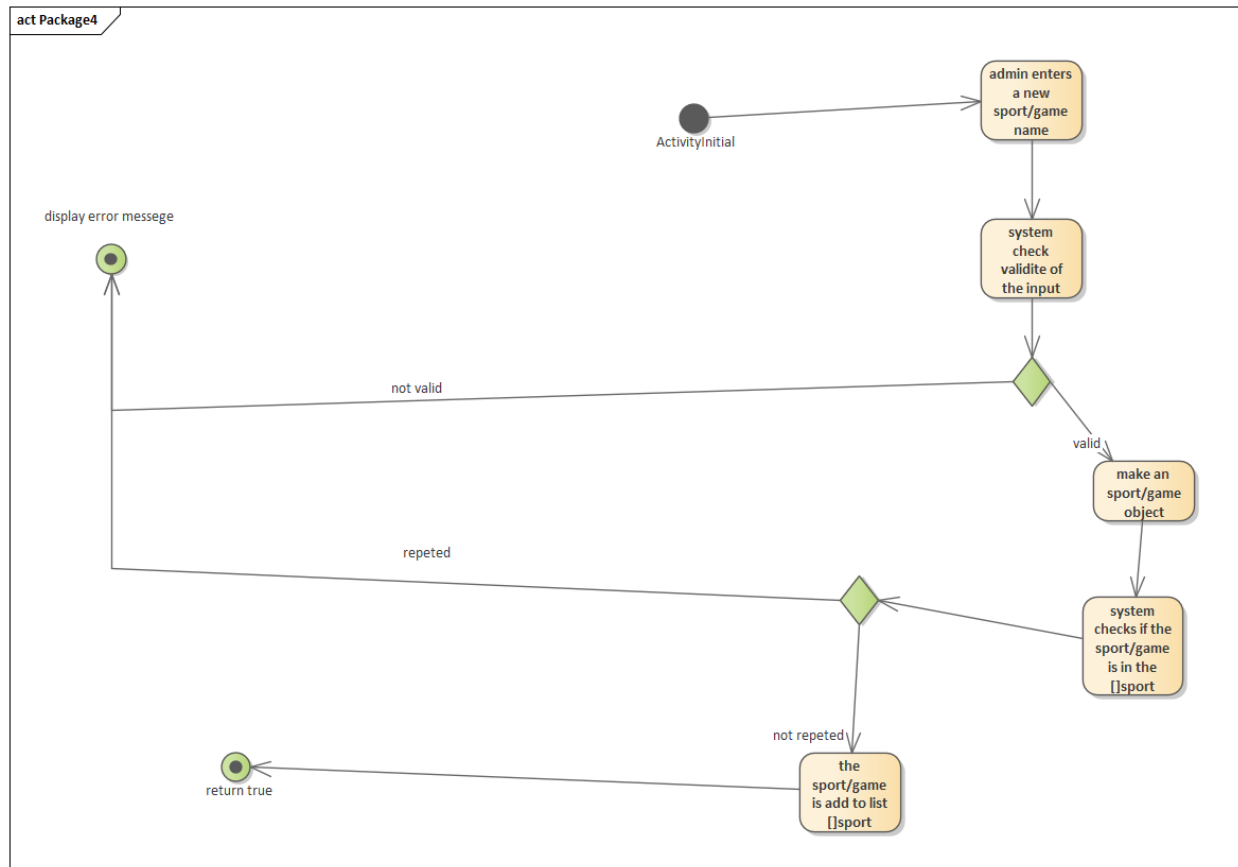 act Package4
admin enters
a new
sport/game
name
ActivityInitial
system
check
validite of
the input
display error messege
not valid
valid
make an
sport/game
object
repeted
system
checks if the
sport/game
is in the
[]sport
not repeted
the
sport/game
is add to list
[]sport
return true